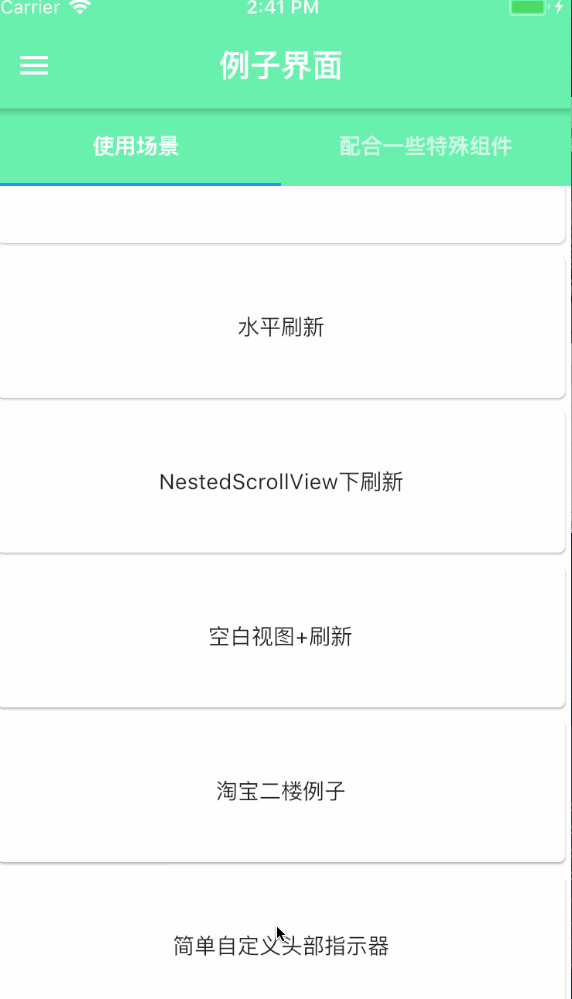 Carrier 2:41 PM
例子界面
使用场景 配合一些特殊组件
水平刷新
NestedScrollView下刷新
空白视图+刷新
淘宝二楼例子
简单自定义头部指示器